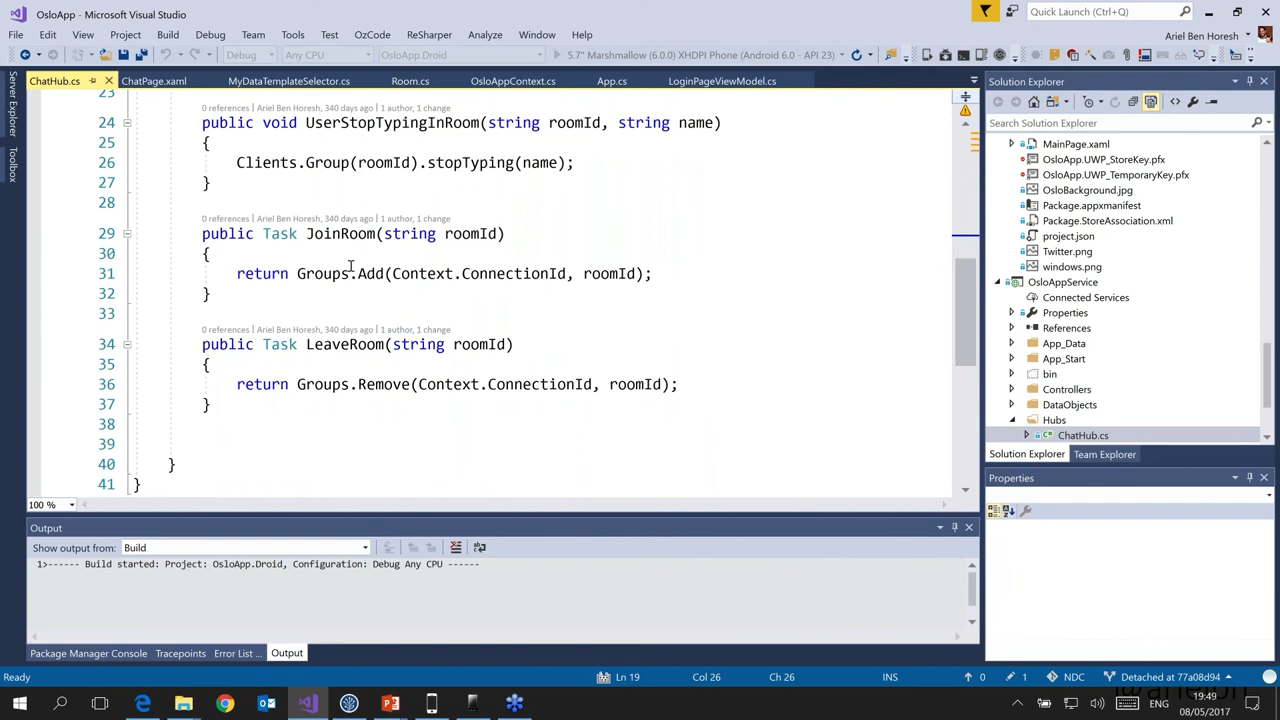 OsloApp - Microsoft Visual Studio
Quick Launch (Ctrl+Q)
File Edit View Project Build Debug Team Tools Test OzCode ReSharper Analyze Window Help
Ariel Ben Horesh
Debug Any CPU OsloApp.Droid 5.7" Marshmallow (6.0.0) XHDPI Phone (Android 6.0 - API 23)
Server Explorer
Toolbox
ChatHub.cs ChatPage.xaml MyDataTemplateSelector.cs Room.cs OsloAppContext.cs App.cs LoginPageViewModel.cs
23
0 references | Ariel Ben Horesh, 340 days ago | 1 author, 1 change
24 public void UserStopTypingInRoom(string roomId, string name)
25 {
26 Clients.Group(roomId).stopTyping(name);
27 }
28
0 references | Ariel Ben Horesh, 340 days ago | 1 author, 1 change
29 public Task JoinRoom(string roomId)
30 {
31 return Groups.Add(Context.ConnectionId, roomId);
32 }
33
0 references | Ariel Ben Horesh, 340 days ago | 1 author, 1 change
34 public Task LeaveRoom(string roomId)
35 {
36 return Groups.Remove(Context.ConnectionId, roomId);
37 }
38
39
40 }
41 }
100 %
Solution Explorer
Search Solution Explorer
MainPage.xaml
OsloApp.UWP_StoreKey.pfx
OsloApp.UWP_TemporaryKey.pfx
OsloBackground.jpg
Package.appxmanifest
Package.StoreAssociation.xml
project.json
Twitter.png
windows.png
OsloAppService
Connected Services
Properties
References
App_Data
App_Start
bin
Controllers
DataObjects
Hubs
C# ChatHub.cs
Solution Explorer Team Explorer
Properties
Output
Show output from: Build
1>------ Build started: Project: OsloApp.Droid, Configuration: Debug Any CPU ------
Package Manager Console Tracepoints Error List ... Output
Ready
Ln 19 Col 26 Ch 26 INS 0 1 NDC Detached at 77a08d94
ENG
19:49
08/05/2017